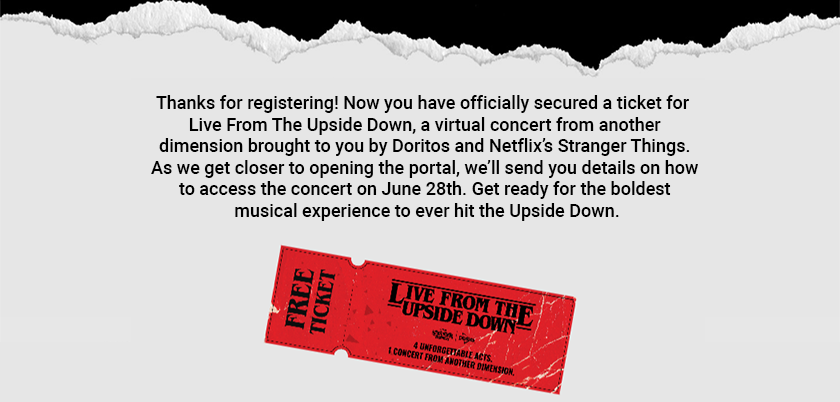 Thanks for registering! Now you have officially secured a ticket for
Live From The Upside Down, a virtual concert from another
dimension brought to you by Doritos and Netflix's Stranger Things.
As we get closer to opening the portal, we'll send you details on how
to access the concert on June 28th. Get ready for the boldest
musical experience to ever hit the Upside Down.
FREE
TICKET
LIVE FROM THE
UPSIDE DOWN
4 UNFORGETTABLE ACTS.
1 CONCERT FROM ANOTHER DIMENSION.